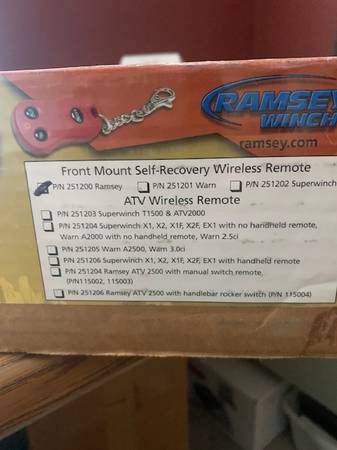 RAMSEY
WINCH
ramsey.com
Front Mount Self-Recovery Wireless Remote
P/N 251200 Ramsey P/N 251201 Warn P/N 251202 Superwinch
ATV Wireless Remote
P/N 251203 Superwinch T1500 & ATV2000
P/N 251204 Superwinch X1, X2, X1F, X2F, EX1 with no handheld remote,
Warn A2000 with no handheld remote, Warn 2.5ci
P/N 251205 Warn A2500, Warn 3.0ci
P/N 251206 Superwinch X1, X2, X1F, X2F, EX1 with handheld remote
P/N 251204 Ramsey ATV 2500 with manual switch remote,
(P/N115002, 115003)
P/N 251206 Ramsey ATV 2500 with handlebar rocker switch (P/N 115004)